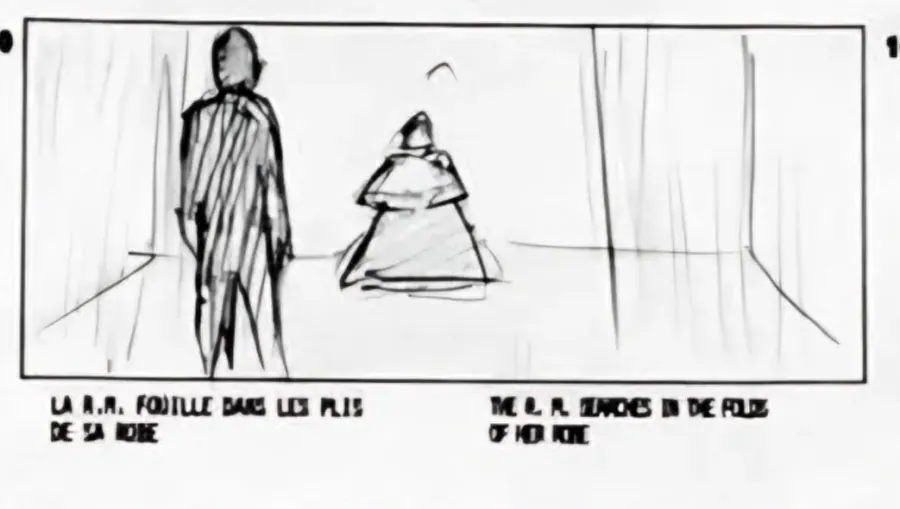 LA R.M. FOUILLE DANS LES PLIS
DE SA ROBE
THE R. M. SEARCHES IN THE FOLDS
OF HER ROBE